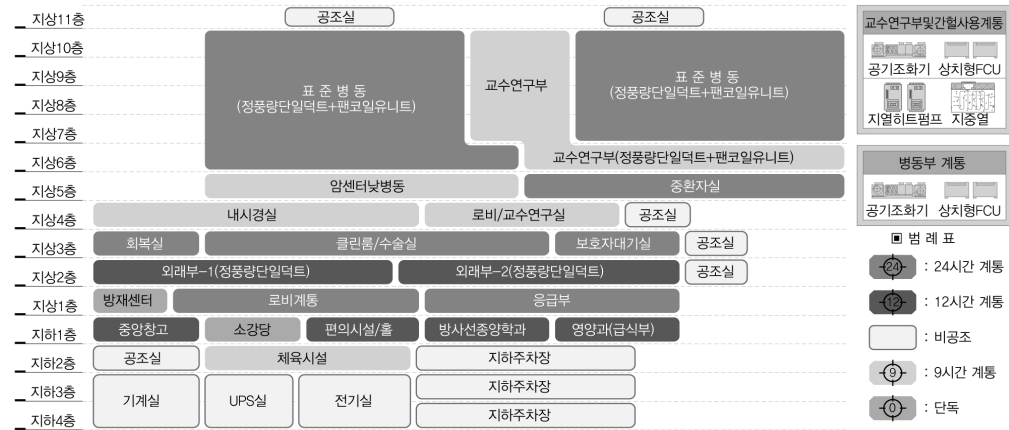 지상11층
공조실
공조실
지상10층
지상9층
지상8층
지상7층
지상6층
표 준 병 동
(정풍량단일덕트+팬코일유니트)
교수연구부
표 준 병 동
(정풍량단일덕트+팬코일유니트)
교수연구부(정풍량단일덕트+팬코일유니트)
지상5층
암센터낮병동
중환자실
지상4층
내시경실
로비/교수연구실
공조실
지상3층
회복실
클린룸/수술실
보호자대기실
공조실
지상2층
외래부-1(정풍량단일덕트)
외래부-2(정풍량단일덕트)
공조실
지상1층
방재센터
로비계통
응급부
지하1층
중앙창고
소강당
편의시설/홀
방사선종양학과
영양과(급식부)
지하2층
공조실
체육시설
지하주차장
지하3층
기계실
UPS실
전기실
지하주차장
지하4층
지하주차장
교수연구부및간헐사용계통
공기조화기
상치형FCU
지열히트펌프
지중열
병동부 계통
공기조화기
상치형FCU
▣ 범 례 표
24 : 24시간 계통
12 : 12시간 계통
: 비공조
9 : 9시간 계통
0 : 단독